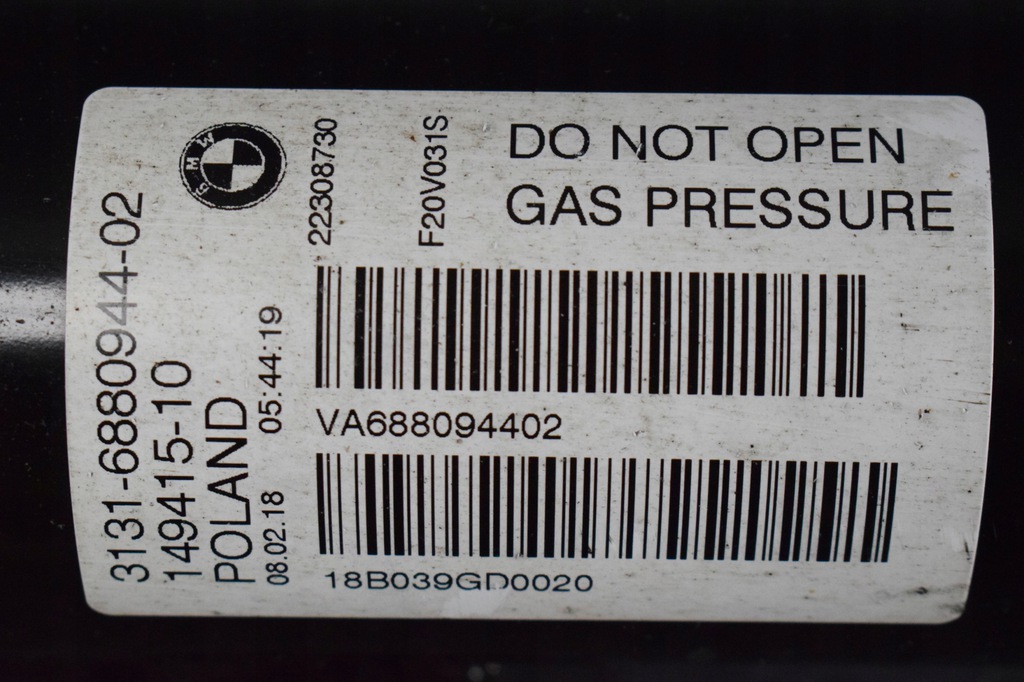 BMW
3131-6880944-02
149415-10
POLAND
08.02.18 05:44:19
22308730
F20V031S
DO NOT OPEN
GAS PRESSURE
VA688094402
18B039GD0020